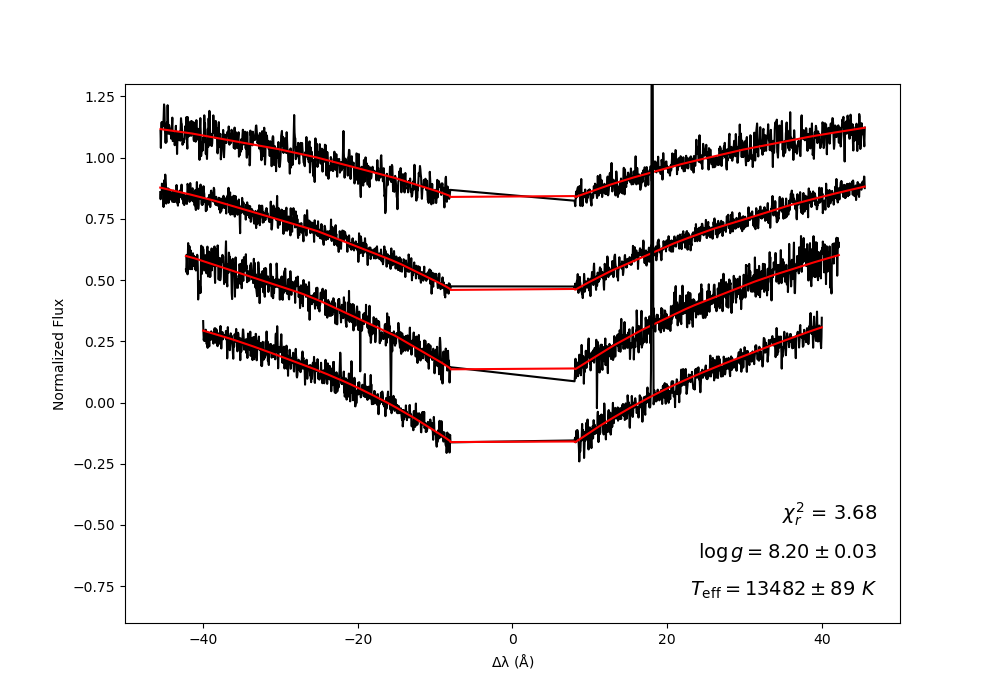 1.25
1.00
0.75
0.50
0.25
0.00
−0.25
−0.50
−0.75
Normalized Flux
χ²ᵣ = 3.68
log g = 8.20 ± 0.03
T_eff = 13482 ± 89 K
−40 −20 0 20 40
Δλ (Å)